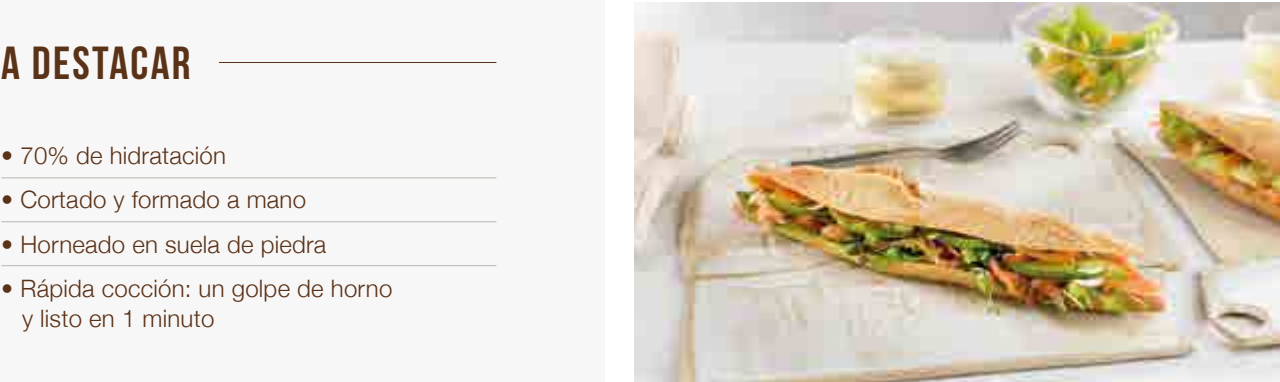 A DESTACAR
• 70% de hidratación
• Cortado y formado a mano
• Horneado en suela de piedra
• Rápida cocción: un golpe de horno
y listo en 1 minuto